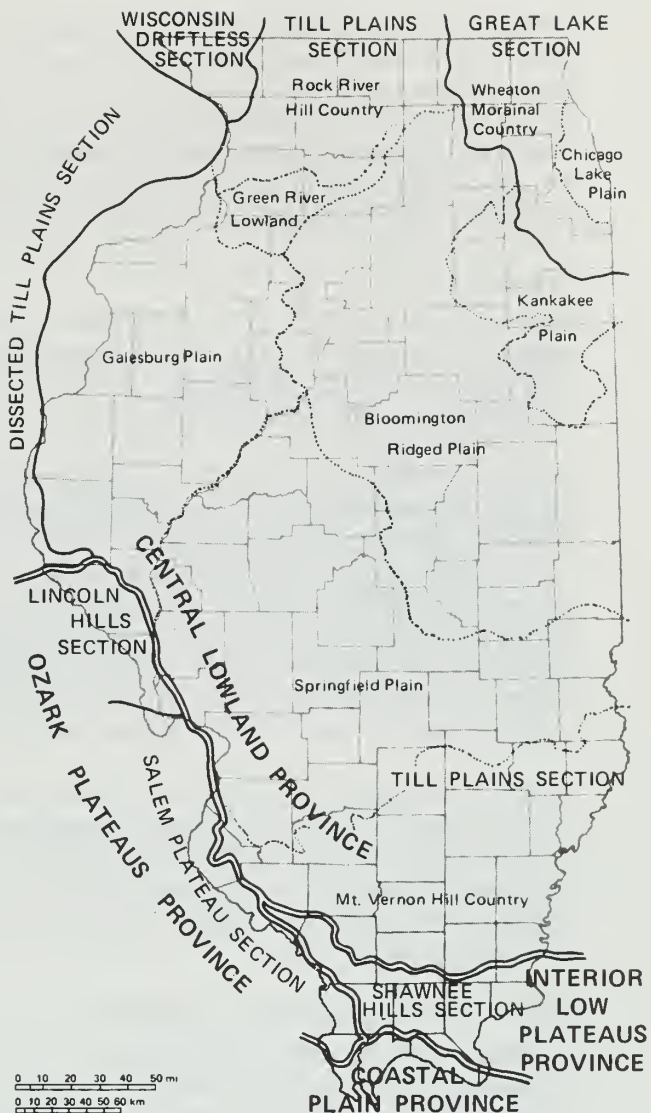 WISCONSIN
DRIFTLESS
SECTION
TILL PLAINS
SECTION
GREAT LAKE
SECTION
Rock River
Hill Country
Wheaton
Morainal
Country
Chicago
Lake
Plain
DISSECTED TILL PLAINS SECTION
Green River
Lowland
Kankakee
Plain
Galesburg Plain
Bloomington
Ridged Plain
CENTRAL LOWLAND PROVINCE
LINCOLN
HILLS
SECTION
OZARK PLATEAUS PROVINCE
Springfield Plain
SALEM PLATEAU SECTION
TILL PLAINS SECTION
Mt. Vernon Hill Country
SHAWNEE
HILLS SECTION
INTERIOR
LOW
PLATEAUS
PROVINCE
COASTAL
PLAIN PROVINCE
0 10 20 30 40 50 mi
0 10 20 30 40 50 60 km